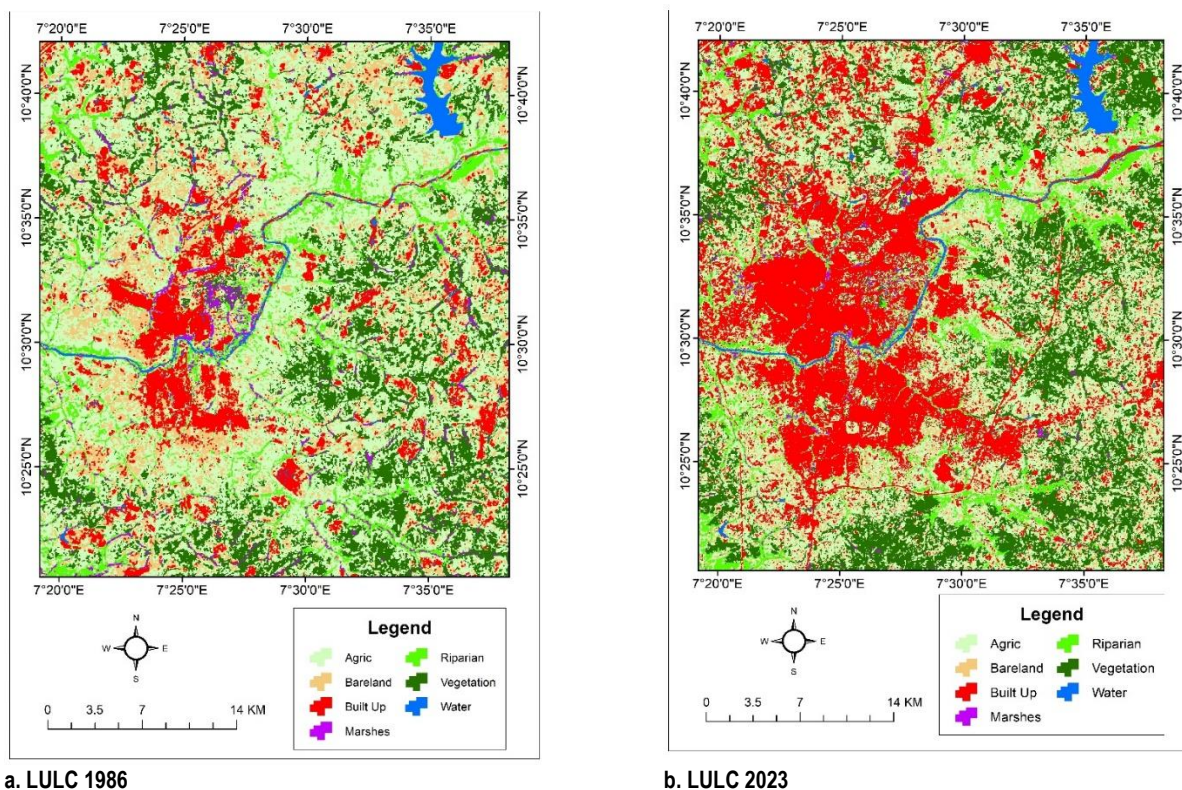 7°20'0"E 7°25'0"E 7°30'0"E 7°35'0"E
10°40'0"N 10°40'0"N
10°35'0"N 10°35'0"N
10°30'0"N 10°30'0"N
10°25'0"N 10°25'0"N
7°20'0"E 7°25'0"E 7°30'0"E 7°35'0"E
N
W E
S
0 3.5 7 14 KM
Legend
Agric Riparian
Bareland Vegetation
Built Up Water
Marshes
a. LULC 1986
7°20'0"E 7°25'0"E 7°30'0"E 7°35'0"E
10°40'0"N 10°40'0"N
10°35'0"N 10°35'0"N
10°30'0"N 10°30'0"N
10°25'0"N 10°25'0"N
7°20'0"E 7°25'0"E 7°30'0"E 7°35'0"E
N
W E
S
0 3.5 7 14 KM
Legend
Agric Riparian
Bareland Vegetation
Built Up Water
Marshes
b. LULC 2023